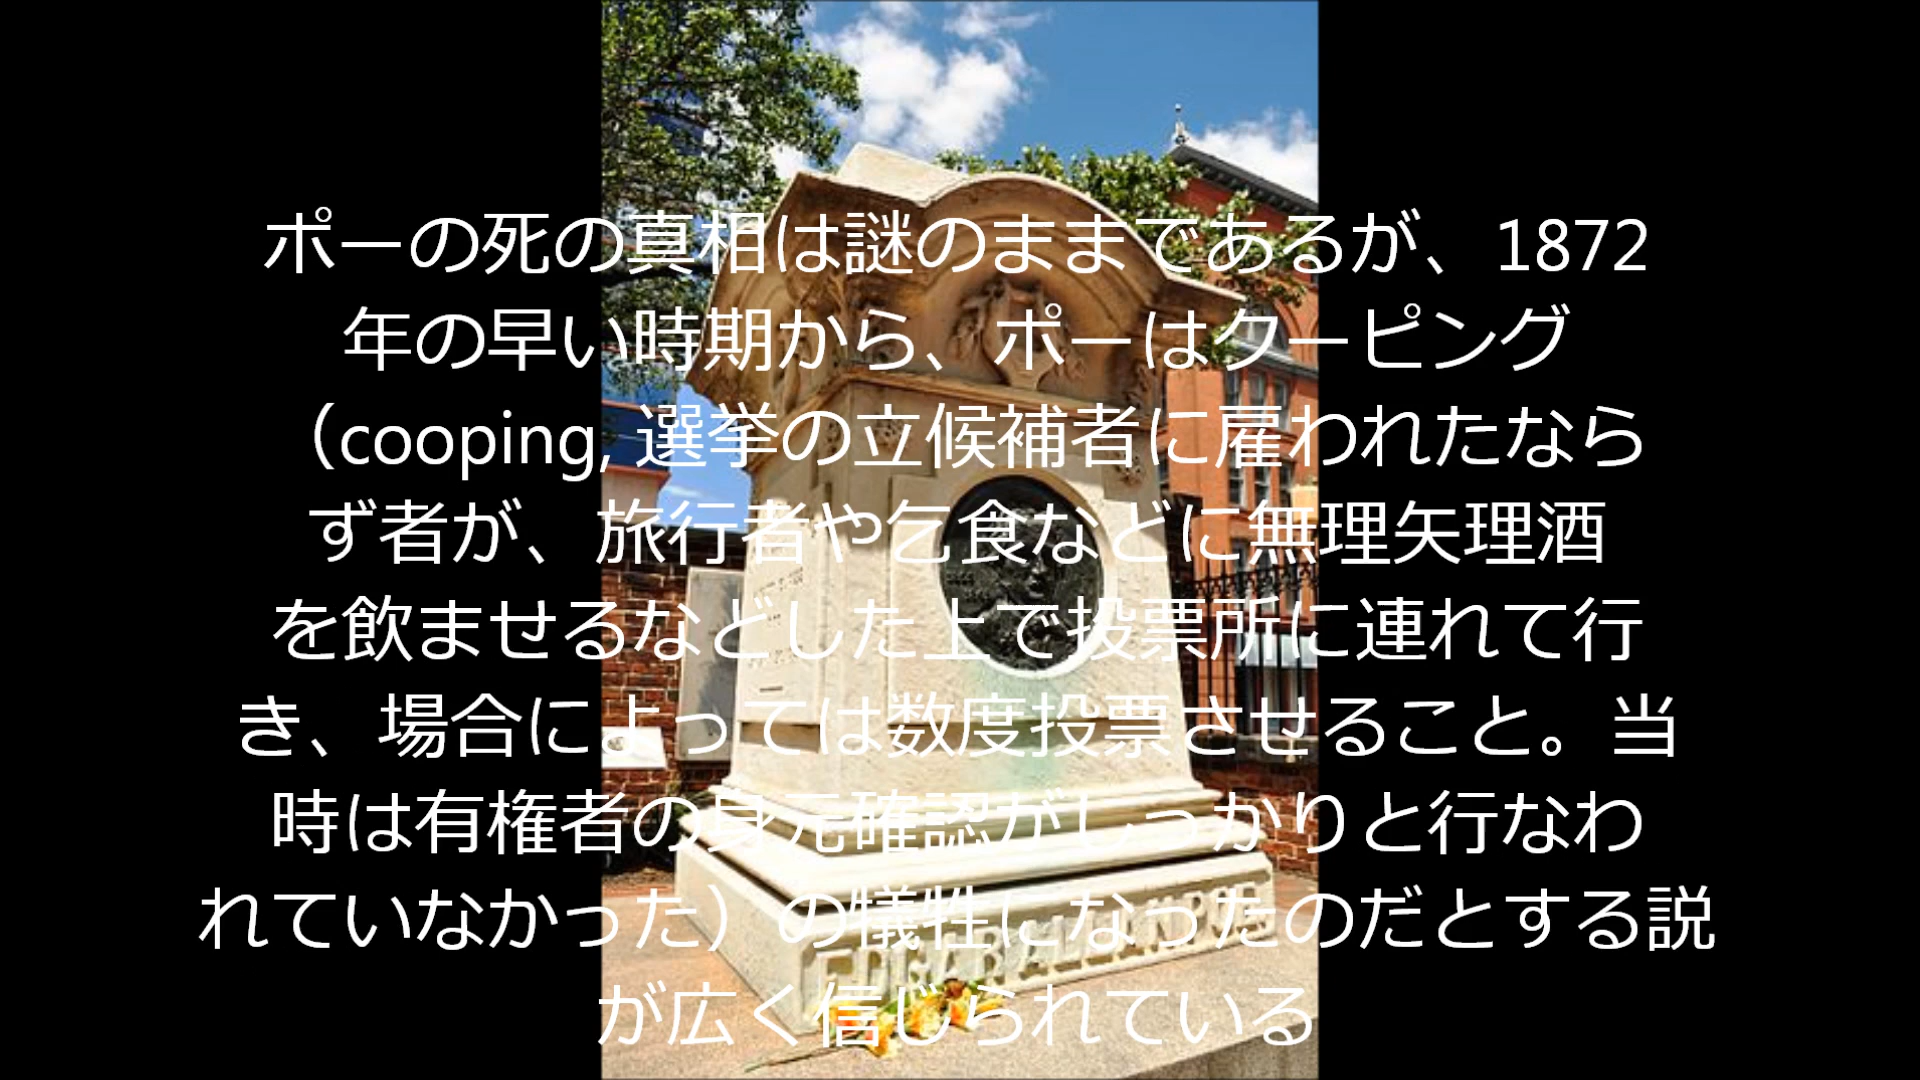 ポーの死の真相は謎のままであるが、1872
年の早い時期から、ポーはクーピング
（cooping, 選挙の立候補者に雇われたなら
ず者が、旅行者や乞食などに無理矢理酒
を飲ませるなどした上で投票所に連れて行
き、場合によっては数度投票させること。当
時は有権者の身元確認がしっかりと行なわ
れていなかった）の犠牲になったのだとする説
が広く信じられている
EDGAR ALLAN POE